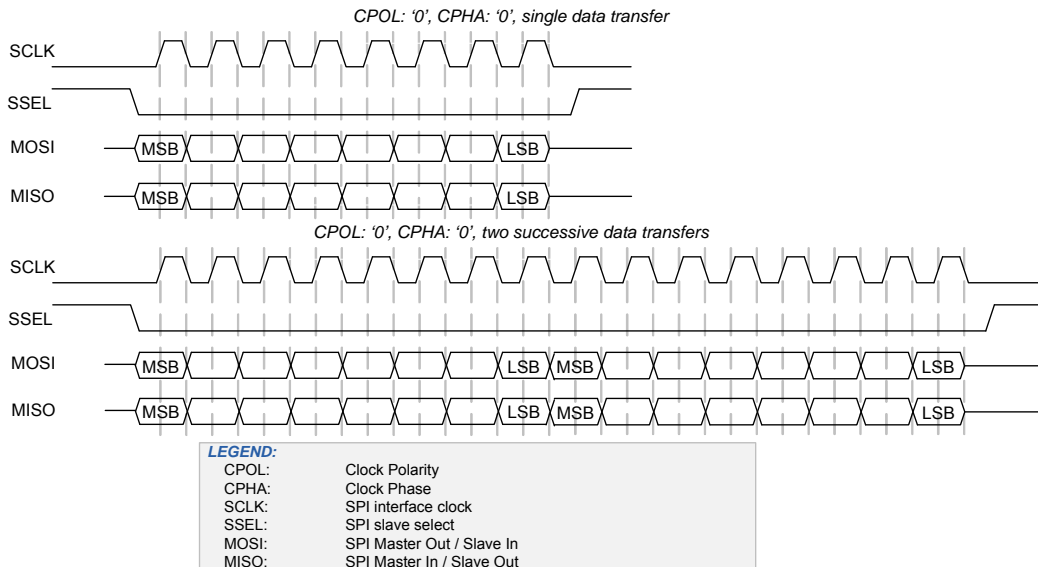 CPOL: ‘0’, CPHA: ‘0’, single data transfer
SCLK
SSEL
MOSI MSB LSB
MISO MSB LSB
CPOL: ‘0’, CPHA: ‘0’, two successive data transfers
SCLK
SSEL
MOSI MSB LSB MSB LSB
MISO MSB LSB MSB LSB
LEGEND:
CPOL: Clock Polarity
CPHA: Clock Phase
SCLK: SPI interface clock
SSEL: SPI slave select
MOSI: SPI Master Out / Slave In
MISO: SPI Master In / Slave Out